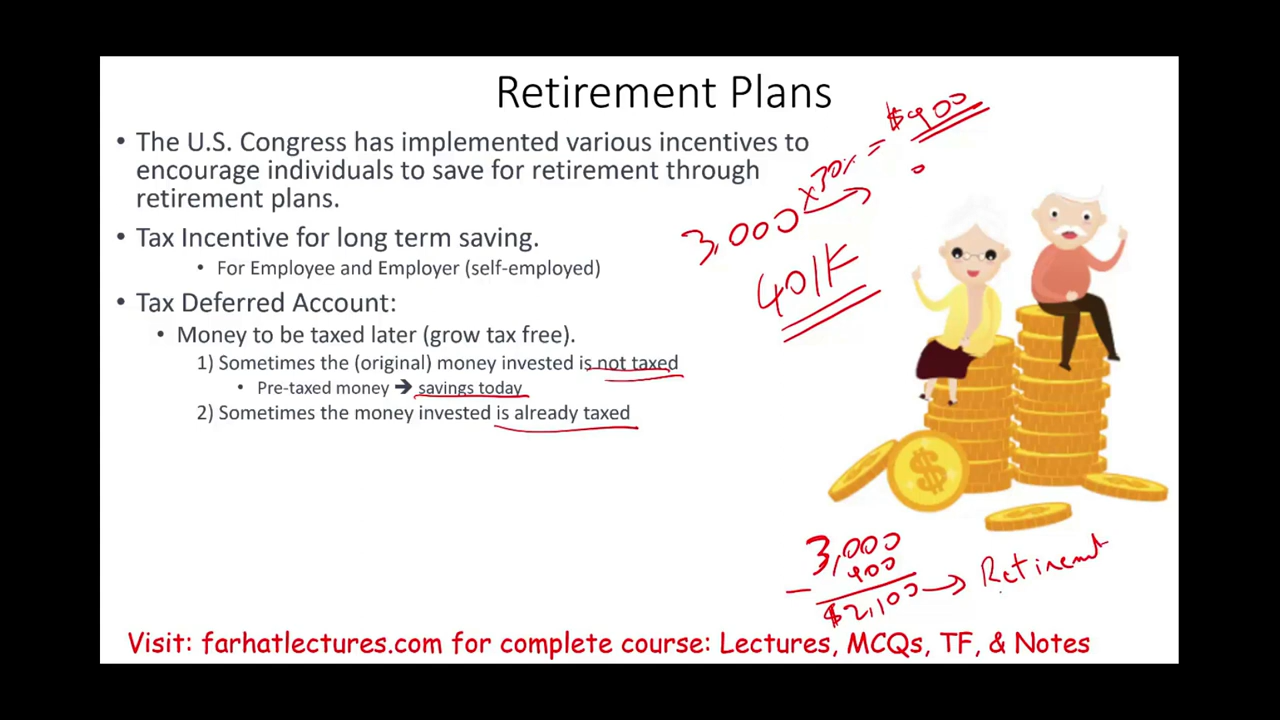 Retirement Plans
• The U.S. Congress has implemented various incentives to
encourage individuals to save for retirement through
retirement plans.
• Tax Incentive for long term saving.
• For Employee and Employer (self-employed)
• Tax Deferred Account:
• Money to be taxed later (grow tax free).
1) Sometimes the (original) money invested is not taxed
• Pre-taxed money ➔ savings today
2) Sometimes the money invested is already taxed
3,000 x 30% = $900
0
401K
$
3,000
- 900
$2,100 → Retirement
Visit: farhatlectures.com for complete course: Lectures, MCQs, TF, & Notes